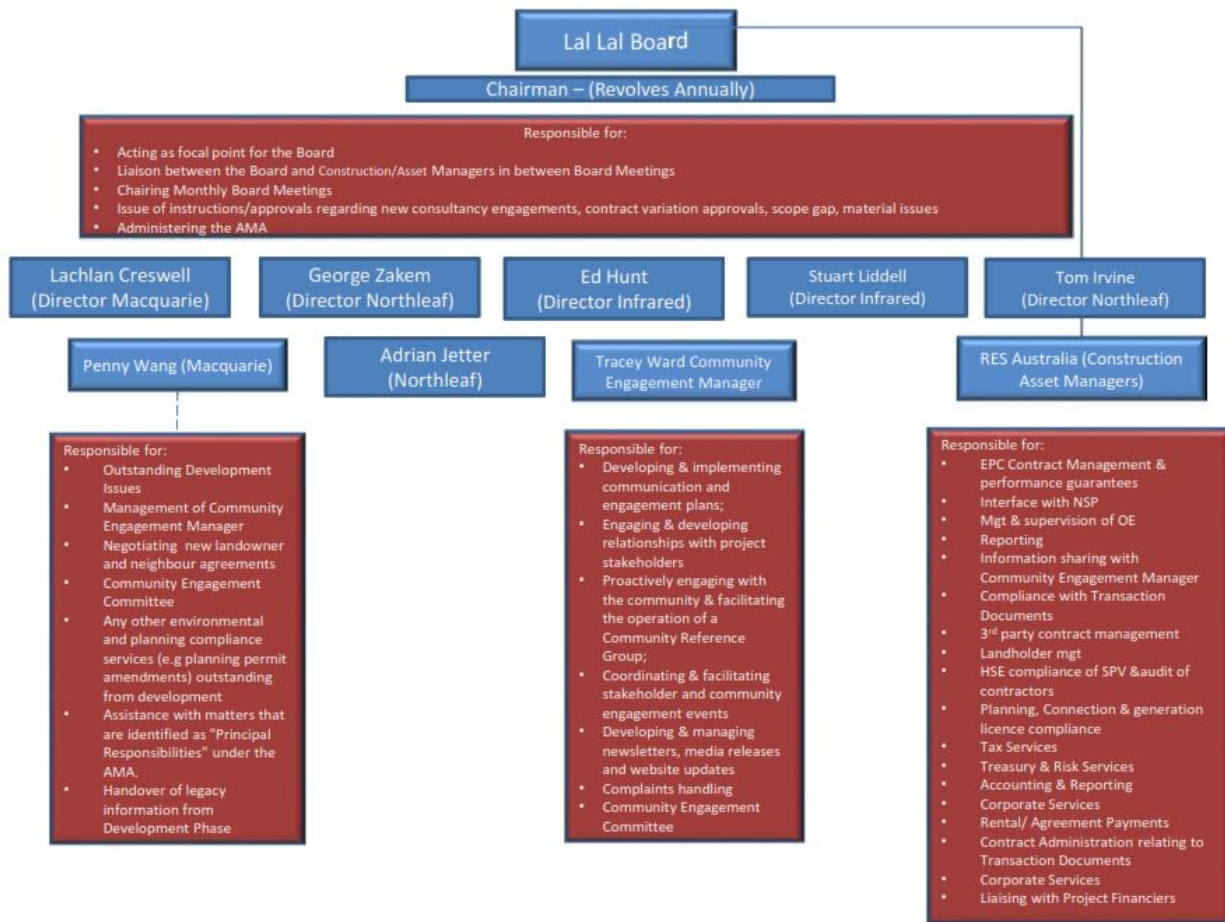 Lal Lal Board
Chairman – (Revolves Annually)
Responsible for:
• Acting as focal point for the Board
• Liaison between the Board and Construction/Asset Managers in between Board Meetings
• Chairing Monthly Board Meetings
• Issue of instructions/approvals regarding new consultancy engagements, contract variation approvals, scope gap, material issues
• Administering the AMA
Lachlan Creswell
(Director Macquarie)
George Zakem
(Director Northleaf)
Ed Hunt
(Director Infrared)
Stuart Liddell
(Director Infrared)
Tom Irvine
(Director Northleaf)
Penny Wang (Macquarie)
Adrian Jetter
(Northleaf)
Tracey Ward Community
Engagement Manager
RES Australia (Construction
Asset Managers)
Responsible for:
• Outstanding Development
Issues
• Management of Community
Engagement Manager
• Negotiating new landowner
and neighbour agreements
• Community Engagement
Committee
• Any other environmental
and planning compliance
services (e.g planning permit
amendments) outstanding
from development
• Assistance with matters that
are identified as "Principal
Responsibilities" under the
AMA.
• Handover of legacy
information from
Development Phase
Responsible for:
• Developing & implementing
communication and
engagement plans;
• Engaging & developing
relationships with project
stakeholders
• Proactively engaging with
the community & facilitating
the operation of a
Community Reference
Group;
• Coordinating & facilitating
stakeholder and community
engagement events
• Developing & managing
newsletters, media releases
and website updates
• Complaints handling
• Community Engagement
Committee
Responsible for:
• EPC Contract Management &
performance guarantees
• Interface with NSP
• Mgt & supervision of OE
• Reporting
• Information sharing with
Community Engagement Manager
• Compliance with Transaction
Documents
• 3rd party contract management
• Landholder mgt
• HSE compliance of SPV &audit of
contractors
• Planning, Connection & generation
licence compliance
• Tax Services
• Treasury & Risk Services
• Accounting & Reporting
• Corporate Services
• Rental/ Agreement Payments
• Contract Administration relating to
Transaction Documents
• Corporate Services
• Liaising with Project Financiers